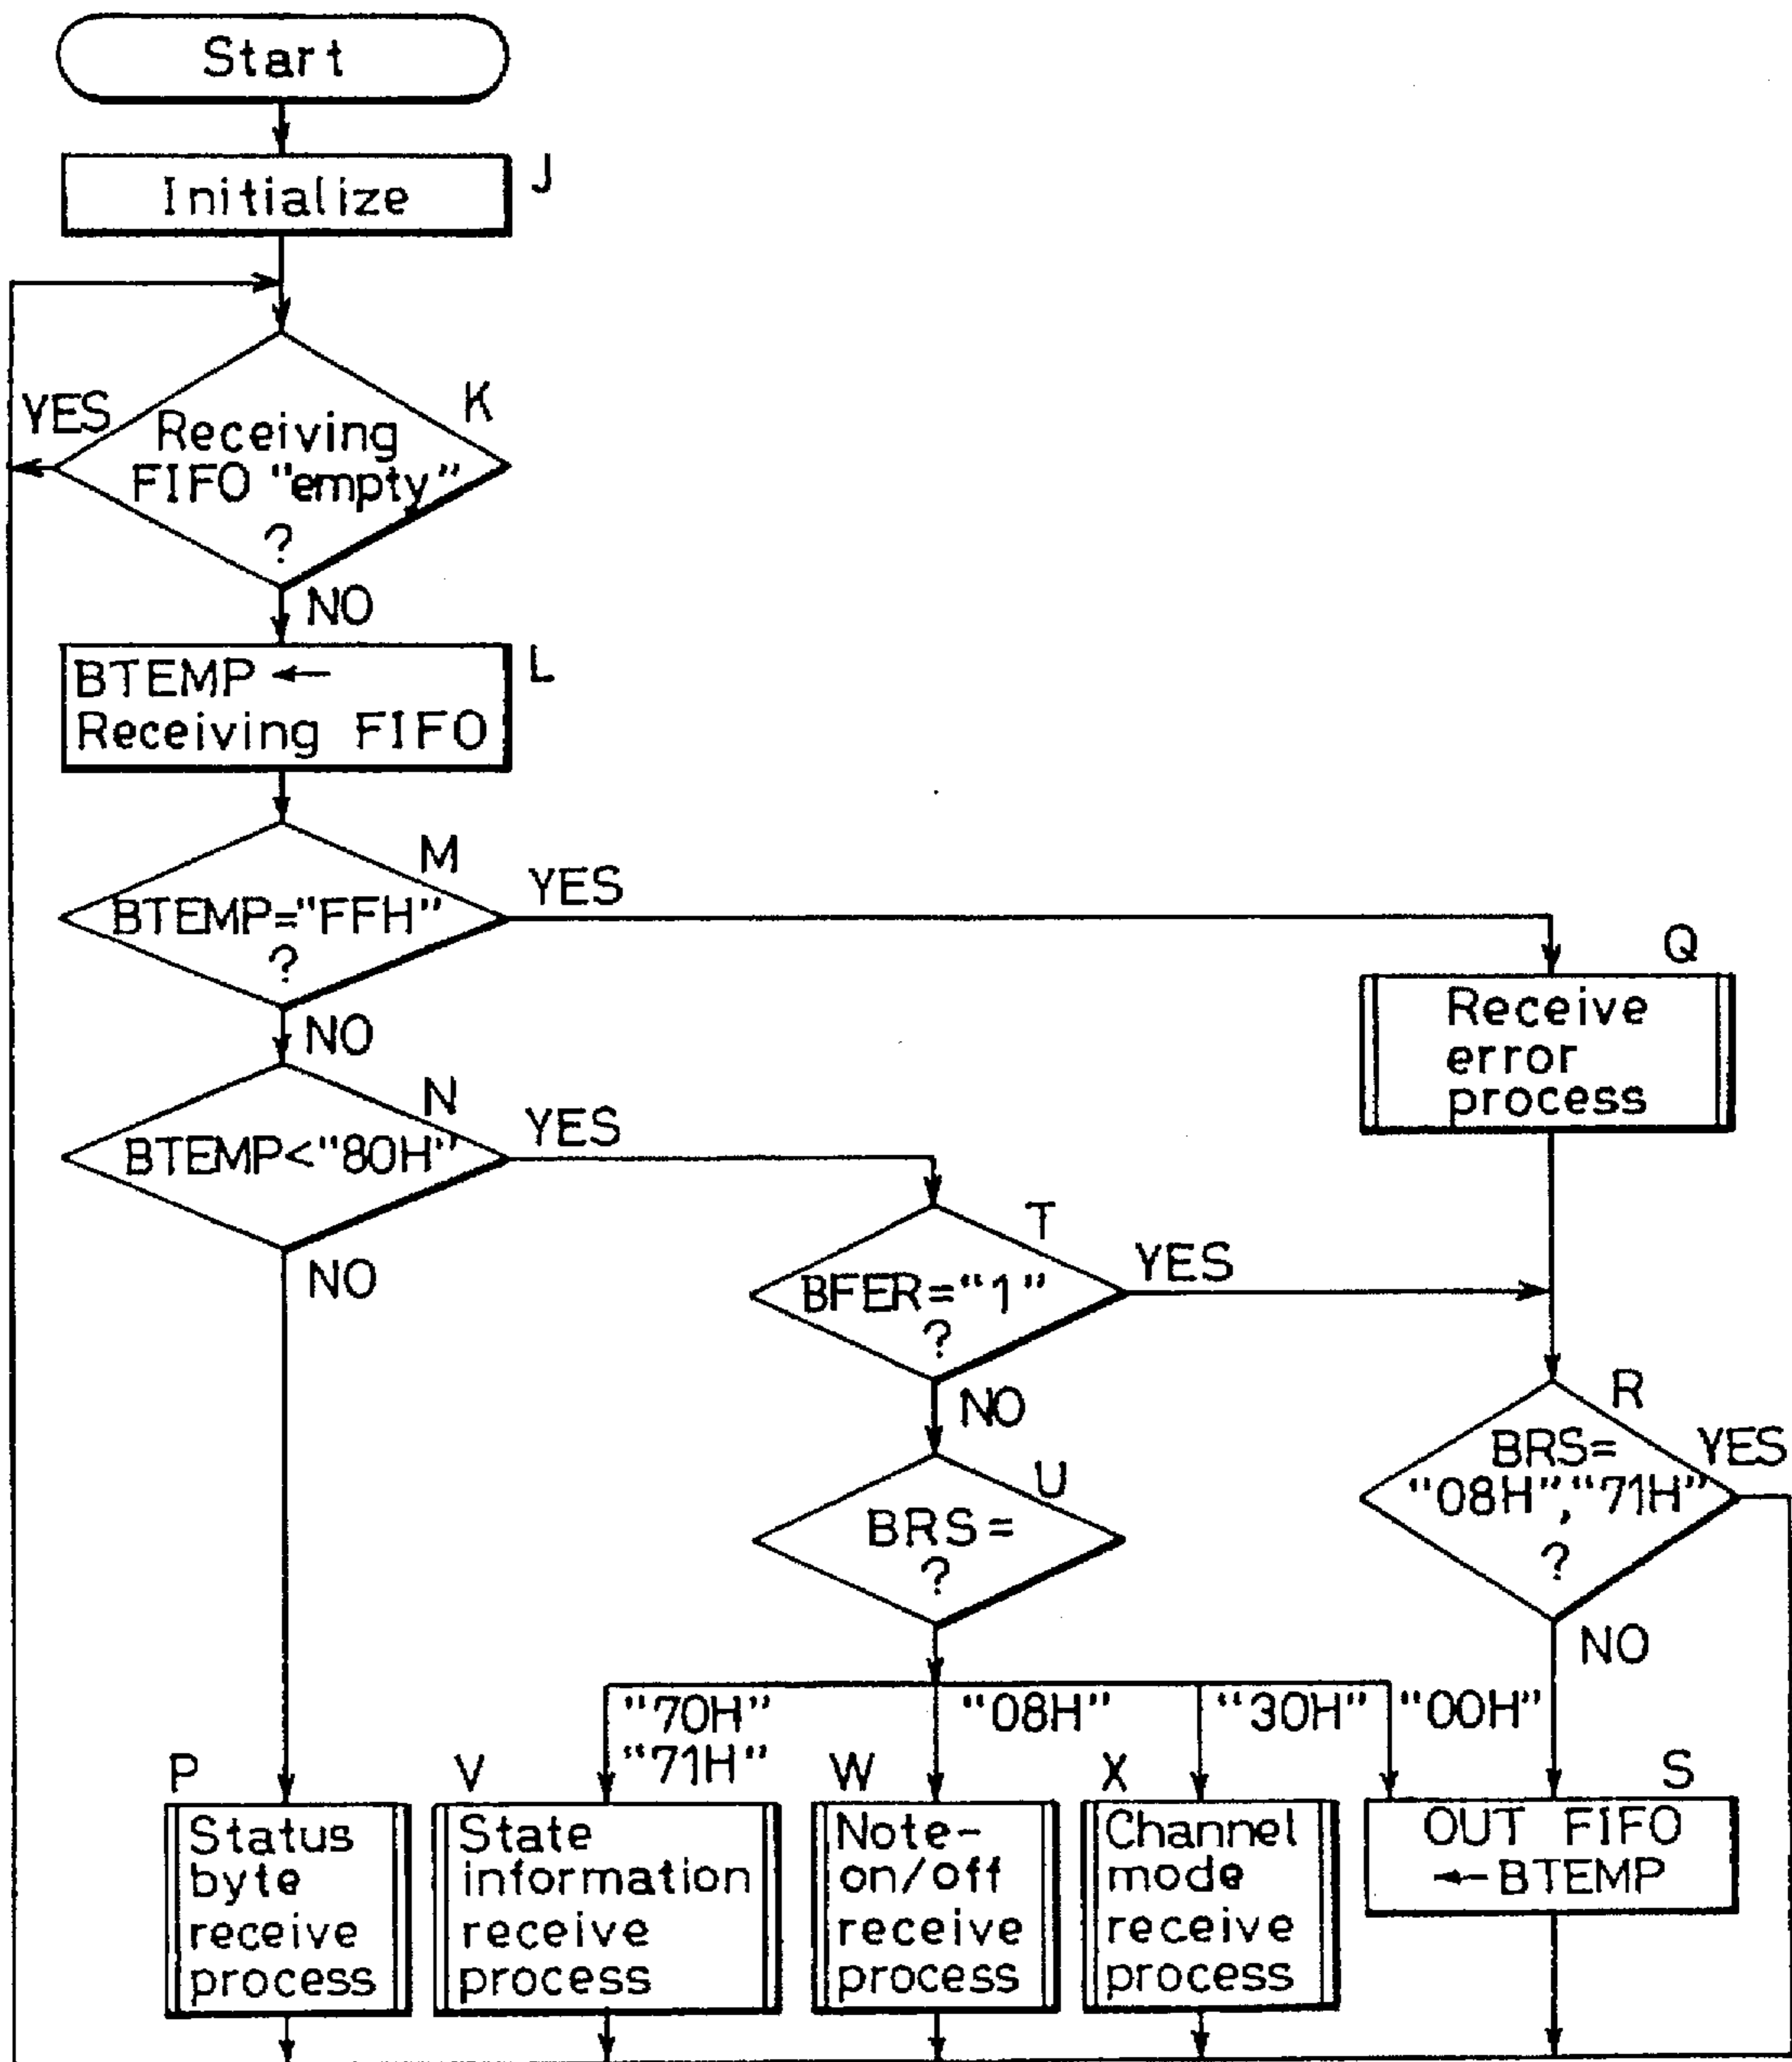 Start
Initialize
J
YES
K
Receiving
FIFO "empty"
?
NO
BTEMP ←
Receiving FIFO
L
M
YES
BTEMP="FFH"
?
NO
Q
Receive
error
process
N
YES
BTEMP<"80H"
NO
T
YES
BFER="1"
?
NO
R
YES
BRS=
"08H","71H"
?
NO
U
BRS=
?
"70H"
"71H"
"08H"
"30H"
"00H"
P
Status
byte
receive
process
V
State
information
receive
process
W
Note-
on/off
receive
process
X
Channel
mode
receive
process
S
OUT FIFO
←BTEMP